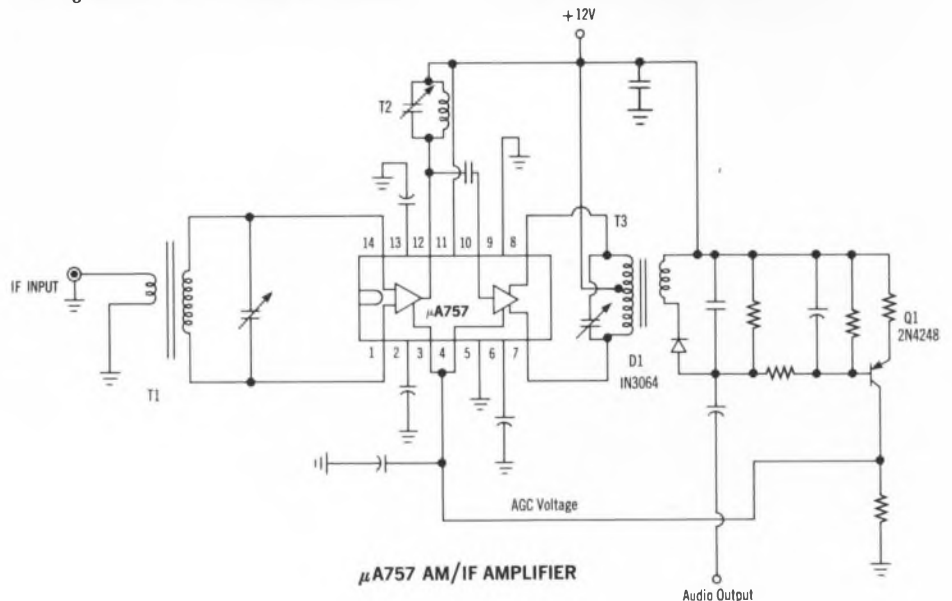 +12V
T2
14 13 12 11 10 9 8
T3
IF INPUT
μA757
Q1
2N4248
1 2 3 4 5 6 7
D1
IN3064
T1
AGC Voltage
μA757 AM/IF AMPLIFIER
Audio Output